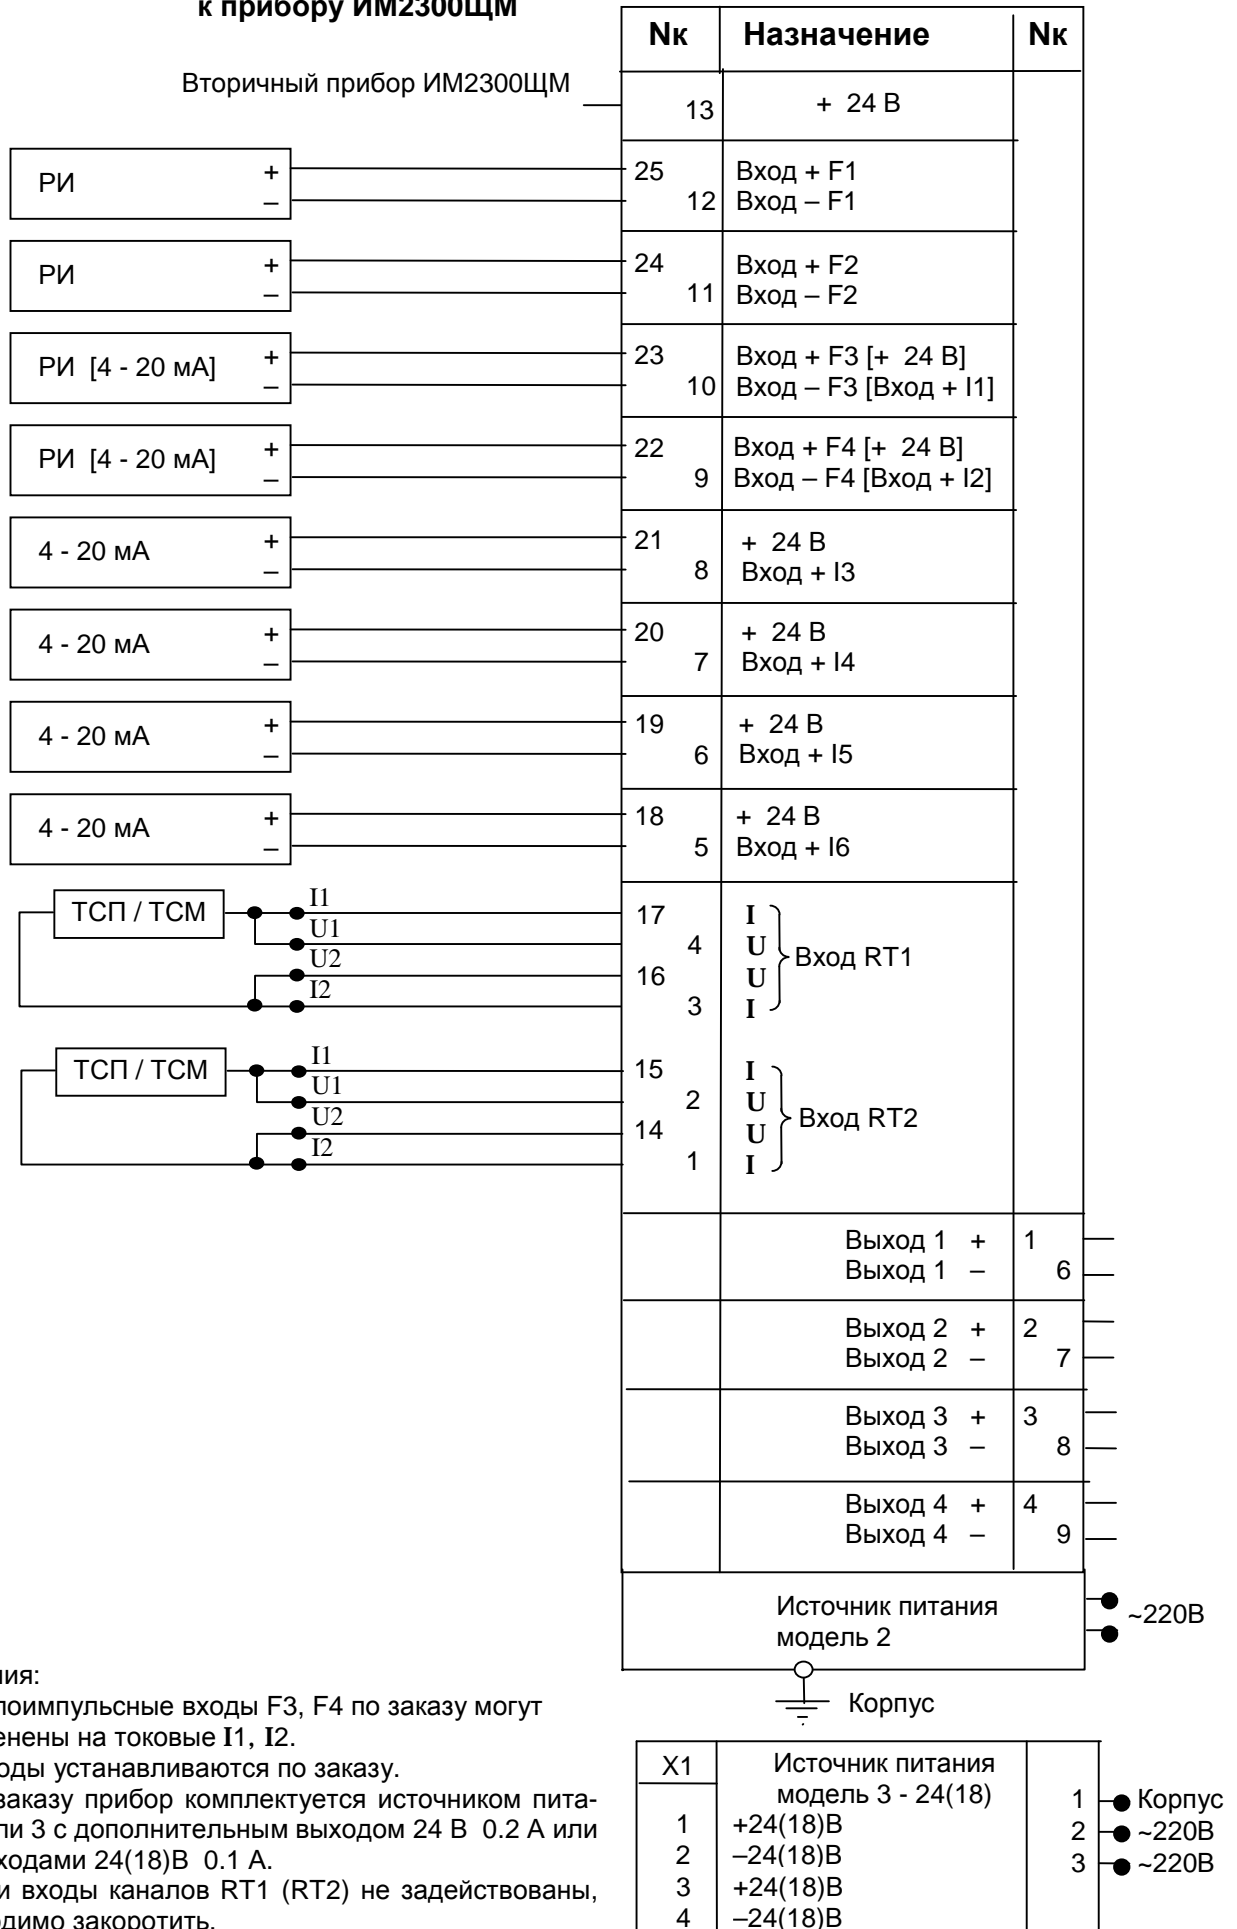 к прибору ИМ2300ЩМ
Nк Назначение Nк
Вторичный прибор ИМ2300ЩМ
13 + 24 В
РИ + 25 Вход + F1
– 12 Вход – F1
РИ + 24 Вход + F2
– 11 Вход – F2
РИ [4 - 20 мА] + 23 Вход + F3 [+ 24 В]
– 10 Вход – F3 [Вход + I1]
РИ [4 - 20 мА] + 22 Вход + F4 [+ 24 В]
– 9 Вход – F4 [Вход + I2]
4 - 20 мА + 21 + 24 В
– 8 Вход + I3
4 - 20 мА + 20 + 24 В
– 7 Вход + I4
4 - 20 мА + 19 + 24 В
– 6 Вход + I5
4 - 20 мА + 18 + 24 В
– 5 Вход + I6
ТСП / ТСМ I1 17 I
U1 4 U
Вход RT1
U2 16 U
I2 3 I
ТСП / ТСМ I1 15 I
U1 2 U
Вход RT2
U2 14 U
I2 1 I
Выход 1 + 1
Выход 1 – 6
Выход 2 + 2
Выход 2 – 7
Выход 3 + 3
Выход 3 – 8
Выход 4 + 4
Выход 4 – 9
Источник питания
модель 2
~220В
Корпус
ния:
лоимпульсные входы F3, F4 по заказу могут
енены на токовые I1, I2.
оды устанавливаются по заказу.
заказу прибор комплектуется источником пита-
ли 3 с дополнительным выходом 24 В 0.2 А или
ходами 24(18)В 0.1 А.
и входы каналов RT1 (RT2) не задействованы,
димо закоротить.
X1 Источник питания
модель 3 - 24(18)
1 +24(18)В 1 Корпус
2 –24(18)В 2 ~220В
3 +24(18)В 3 ~220В
4 –24(18)В